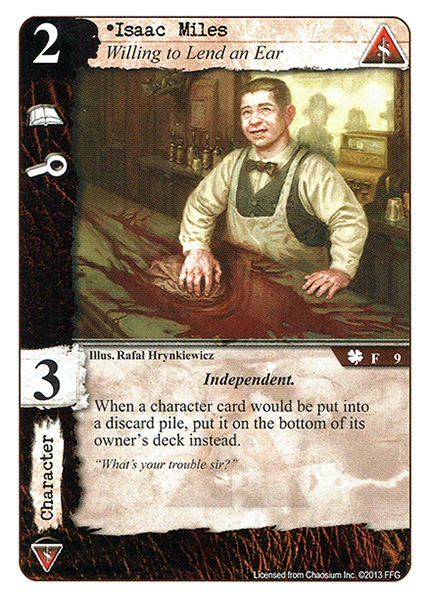 2
•Isaac Miles
Willing to Lend an Ear
Illus. Rafał Hrynkiewicz
F 9
3
Independent.
When a character card would be put into
a discard pile, put it on the bottom of its
owner's deck instead.
“What's your trouble sir?”
Character
Licensed from Chaosium Inc. ©2013 FFG